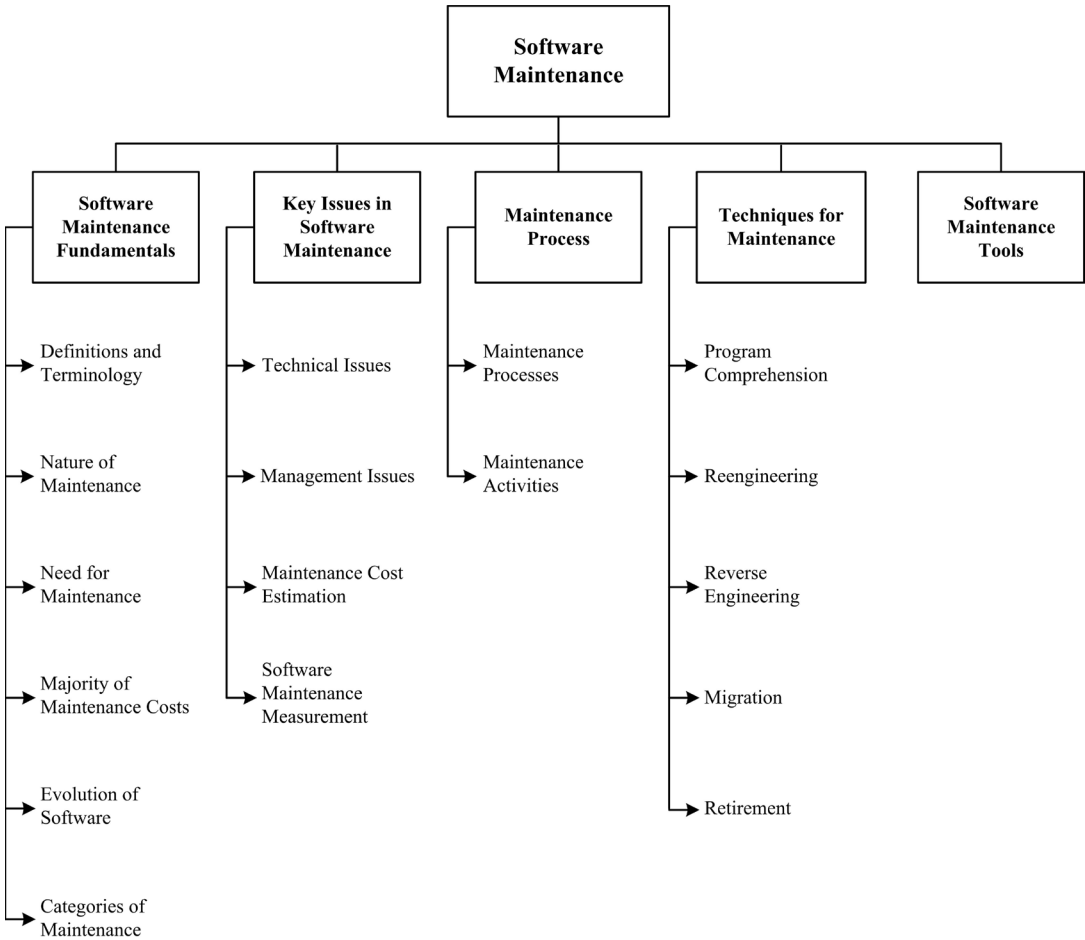 Software
Maintenance
Software
Maintenance
Fundamentals
Key Issues in
Software
Maintenance
Maintenance
Process
Techniques for
Maintenance
Software
Maintenance
Tools
Definitions and
Terminology
Nature of
Maintenance
Need for
Maintenance
Majority of
Maintenance Costs
Evolution of
Software
Categories of
Maintenance
Technical Issues
Management Issues
Maintenance Cost
Estimation
Software
Maintenance
Measurement
Maintenance
Processes
Maintenance
Activities
Program
Comprehension
Reengineering
Reverse
Engineering
Migration
Retirement